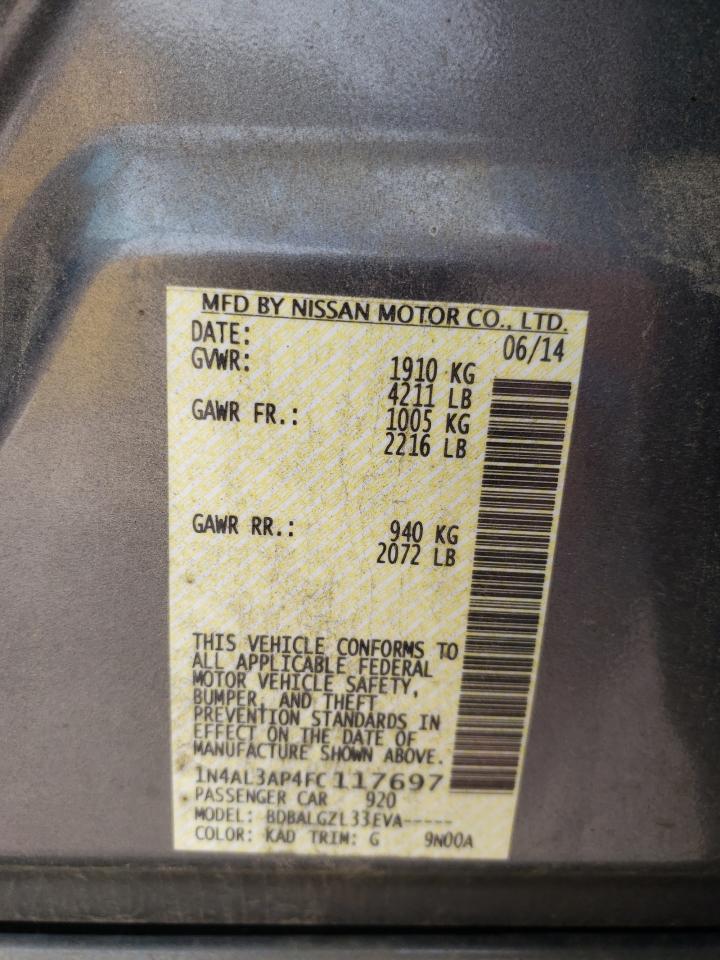 MFD BY NISSAN MOTOR CO., LTD.
DATE: 06/14
GVWR: 1910 KG
4211 LB
GAWR FR.: 1005 KG
2216 LB
GAWR RR.: 940 KG
2072 LB
THIS VEHICLE CONFORMS TO
ALL APPLICABLE FEDERAL
MOTOR VEHICLE SAFETY,
BUMPER, AND THEFT
PREVENTION STANDARDS IN
EFFECT ON THE DATE OF
MANUFACTURE SHOWN ABOVE.
1N4AL3AP4FC117697
PASSENGER CAR 920
MODEL: BDBALGZL33EVA-----
COLOR: KAD TRIM: G 9N00A